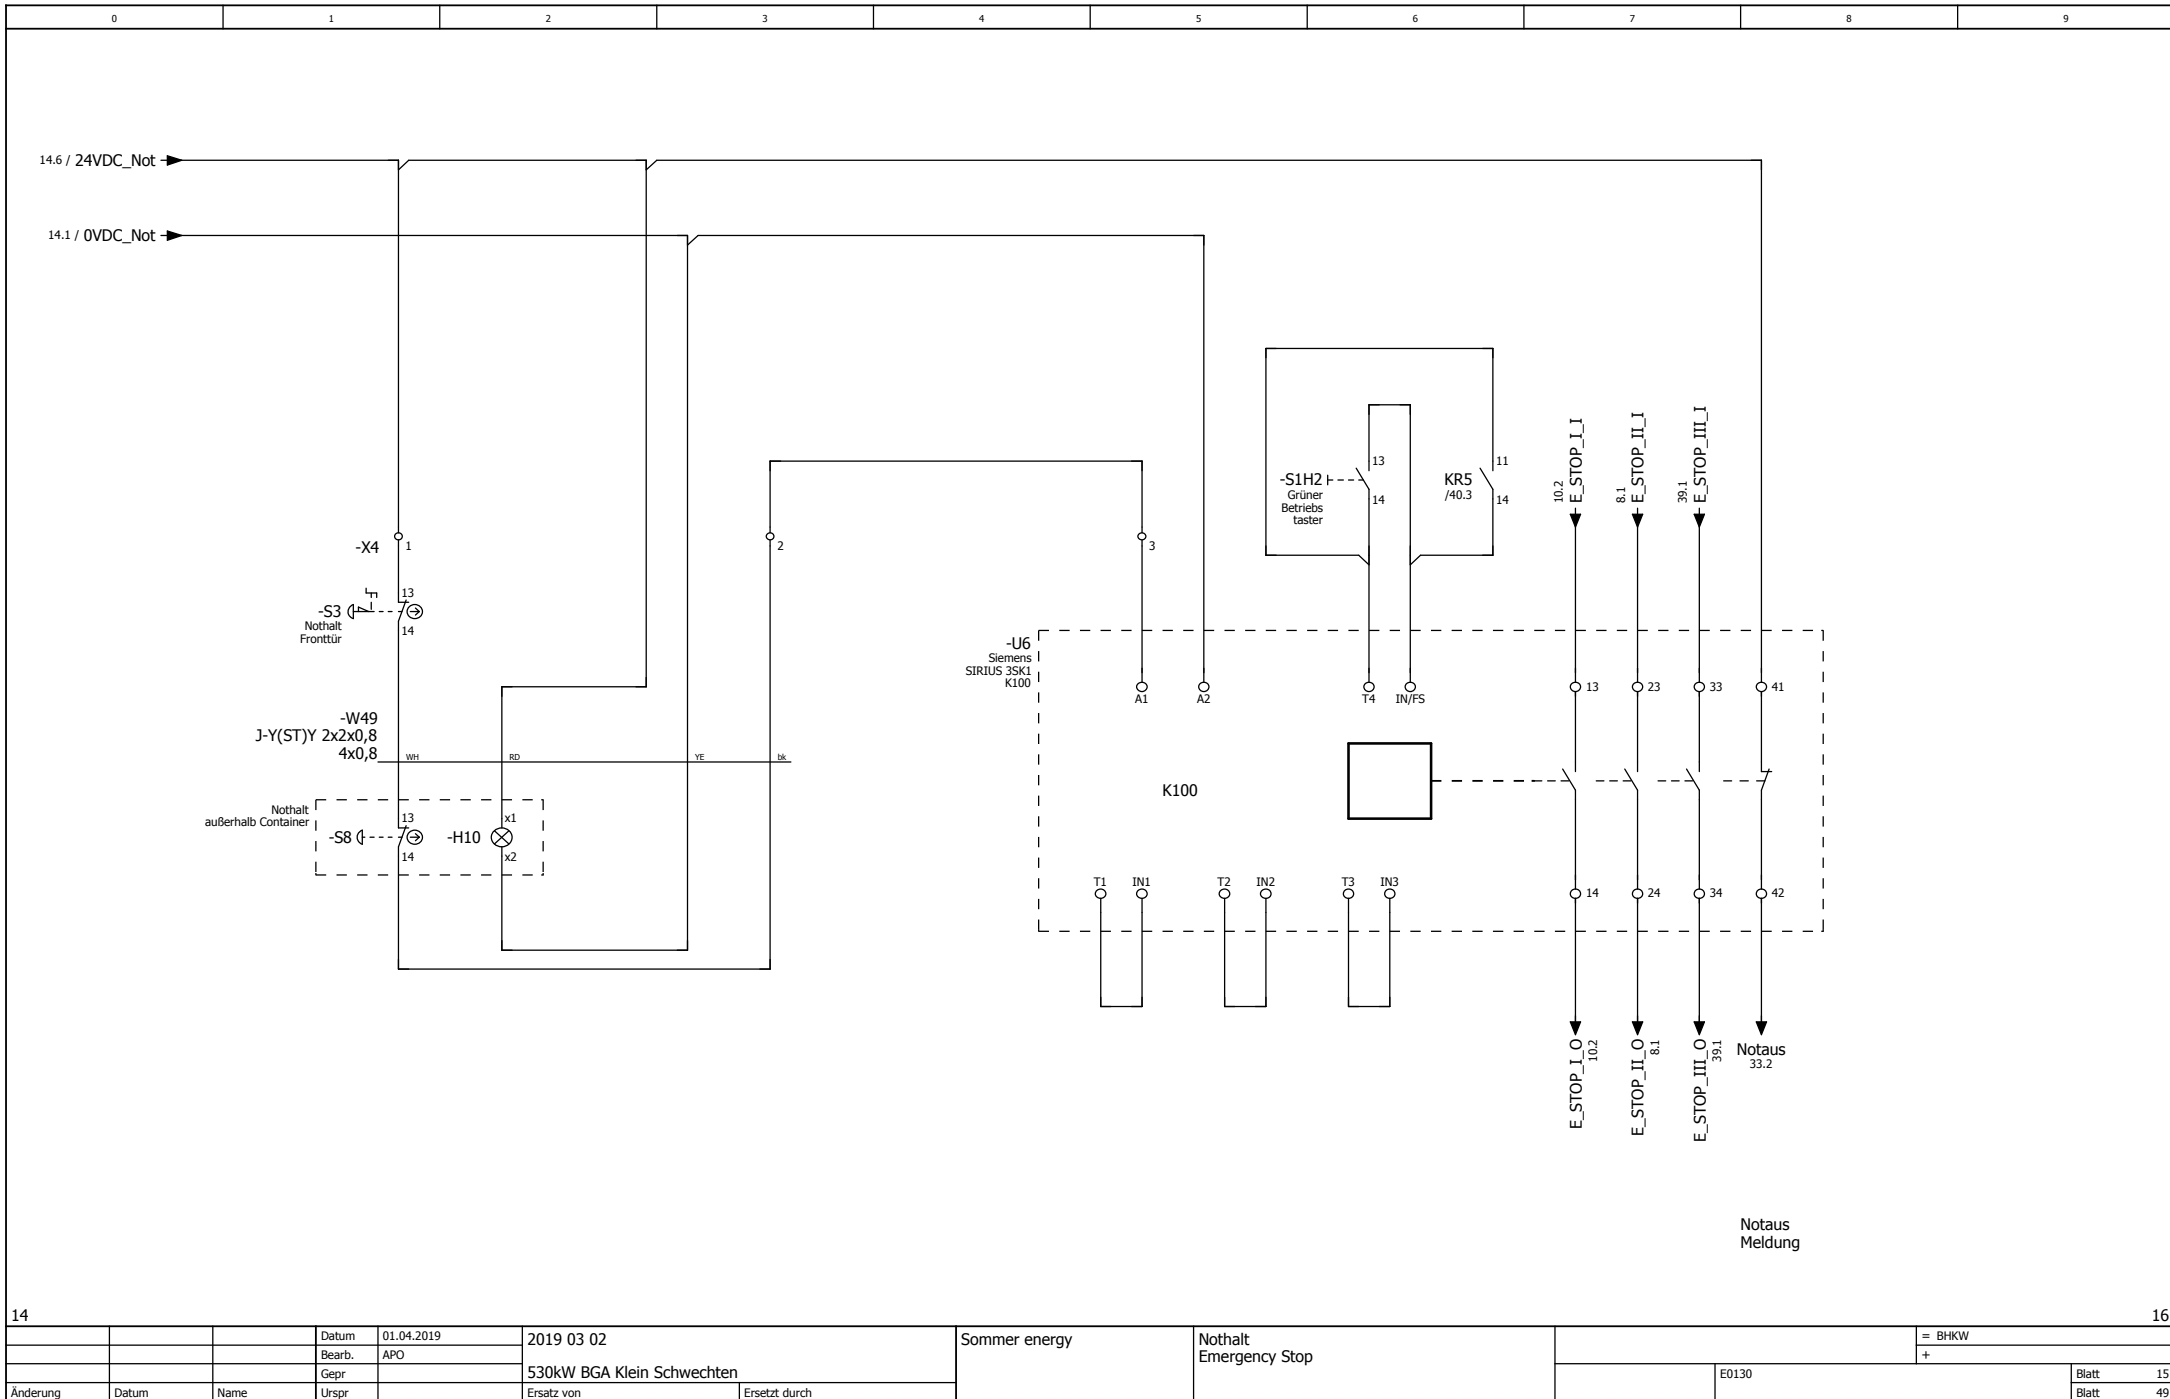 0 1 2 3 4 5 6 7 8 9
14.6 / 24VDC_Not
14.1 / 0VDC_Not
-X4
1
2
3
-S3
Nothalt
Fronttür
13
14
-W49
J-Y(ST)Y 2x2x0,8
4x0,8
WH
RD
YE
bk
Nothalt
außerhalb Container
-S8
13
14
-H10
x1
x2
-S1H2
Grüner
Betriebs
taster
13
14
KR5
/40.3
11
14
10.2
E_STOP_I_I
8.1
E_STOP_II_I
39.1
E_STOP_III_I
-U6
Siemens
SIRIUS 3SK1
K100
A1
A2
T4
IN/FS
13
23
33
41
K100
T1
IN1
T2
IN2
T3
IN3
14
24
34
42
E_STOP_I_O
10.2
E_STOP_II_O
8.1
E_STOP_III_O
39.1
Notaus
33.2
Notaus
Meldung
14
16
Datum 01.04.2019
Bearb. APO
Gepr
Änderung Datum Name Urspr
2019 03 02
530kW BGA Klein Schwechten
Ersatz von Ersetzt durch
Sommer energy
Nothalt
Emergency Stop
= BHKW
+
E0130
Blatt 15
Blatt 49